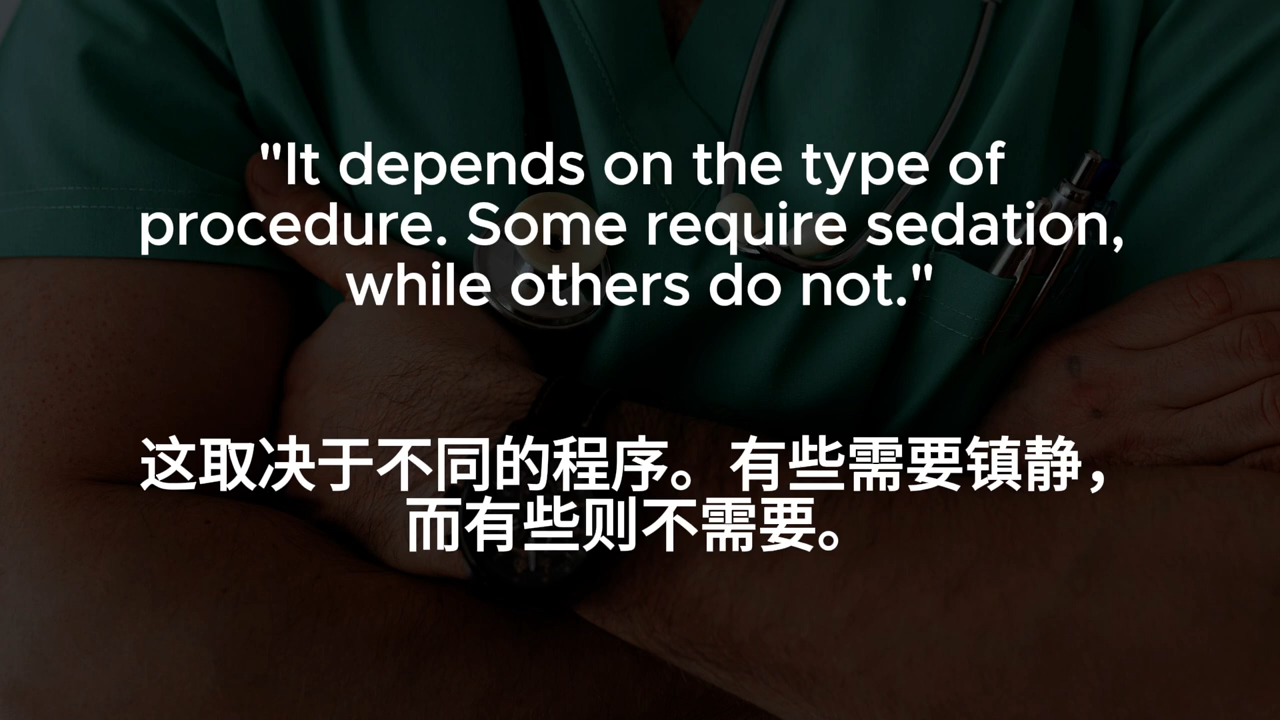 "It depends on the type of
procedure. Some require sedation,
while others do not."
这取决于不同的程序。有些需要镇静，
而有些则不需要。